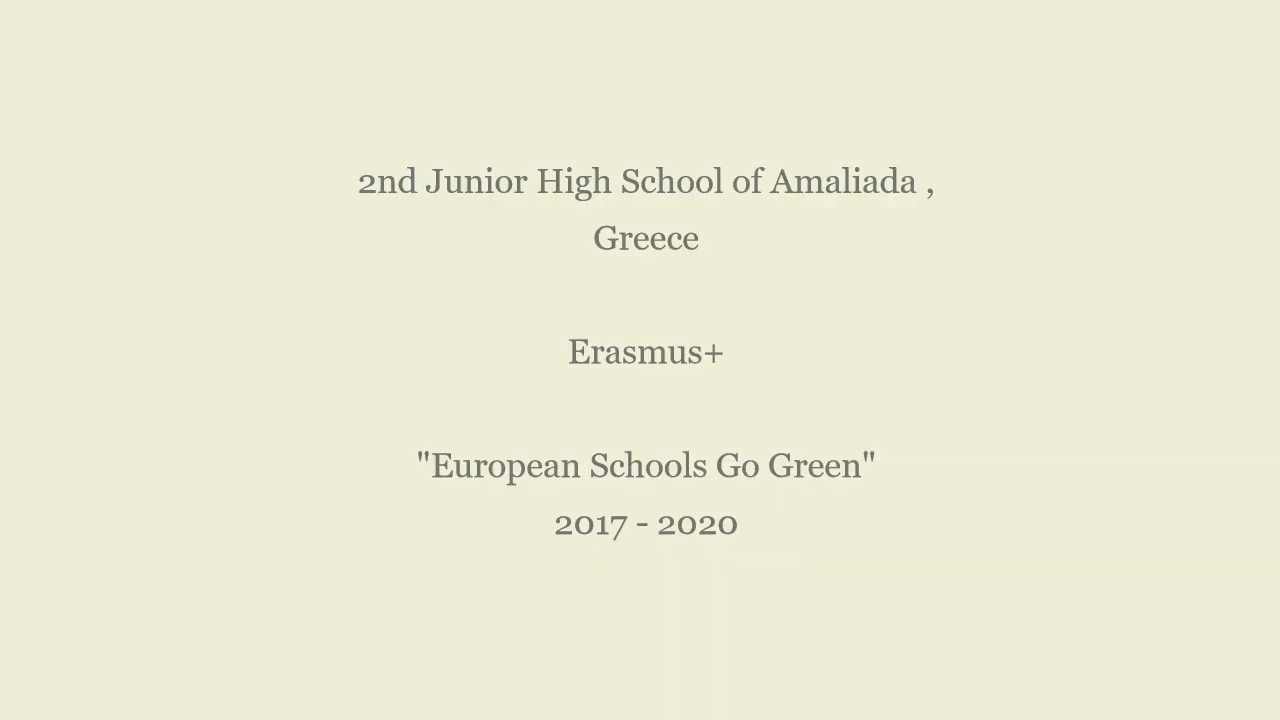 2nd Junior High School of Amaliada ,
Greece
Erasmus+
"European Schools Go Green"
2017 - 2020